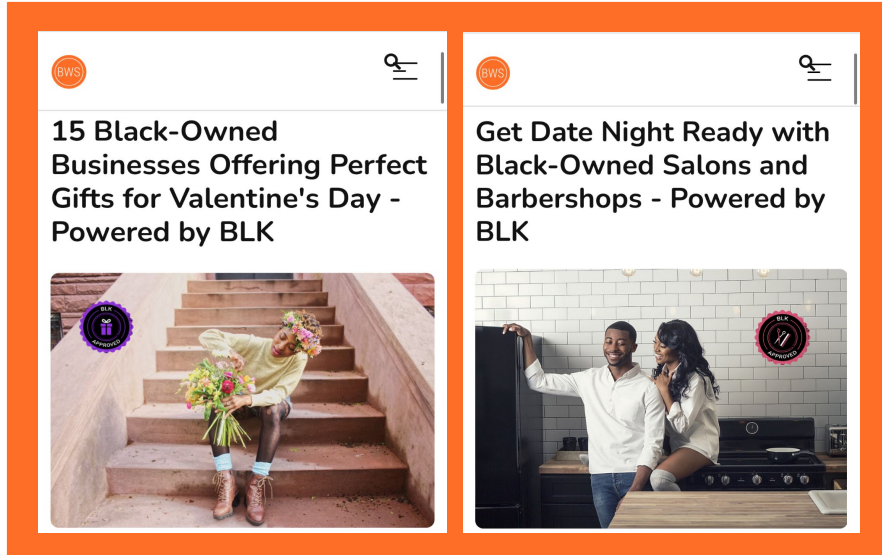 BWS
15 Black-Owned
Businesses Offering Perfect
Gifts for Valentine's Day -
Powered by BLK
BLK
APPROVED
BWS
Get Date Night Ready with
Black-Owned Salons and
Barbershops - Powered by
BLK
BLK
APPROVED